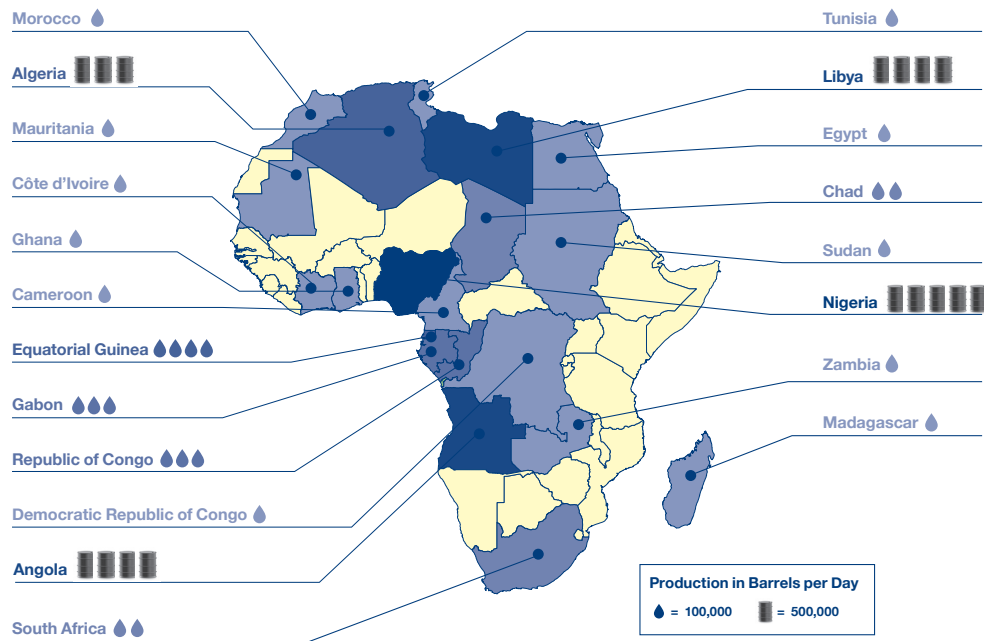 Morocco
Algeria
Mauritania
Côte d’Ivoire
Ghana
Cameroon
Equatorial Guinea
Gabon
Republic of Congo
Democratic Republic of Congo
Angola
South Africa
Tunisia
Libya
Egypt
Chad
Sudan
Nigeria
Zambia
Madagascar
Production in Barrels per Day
= 100,000 = 500,000